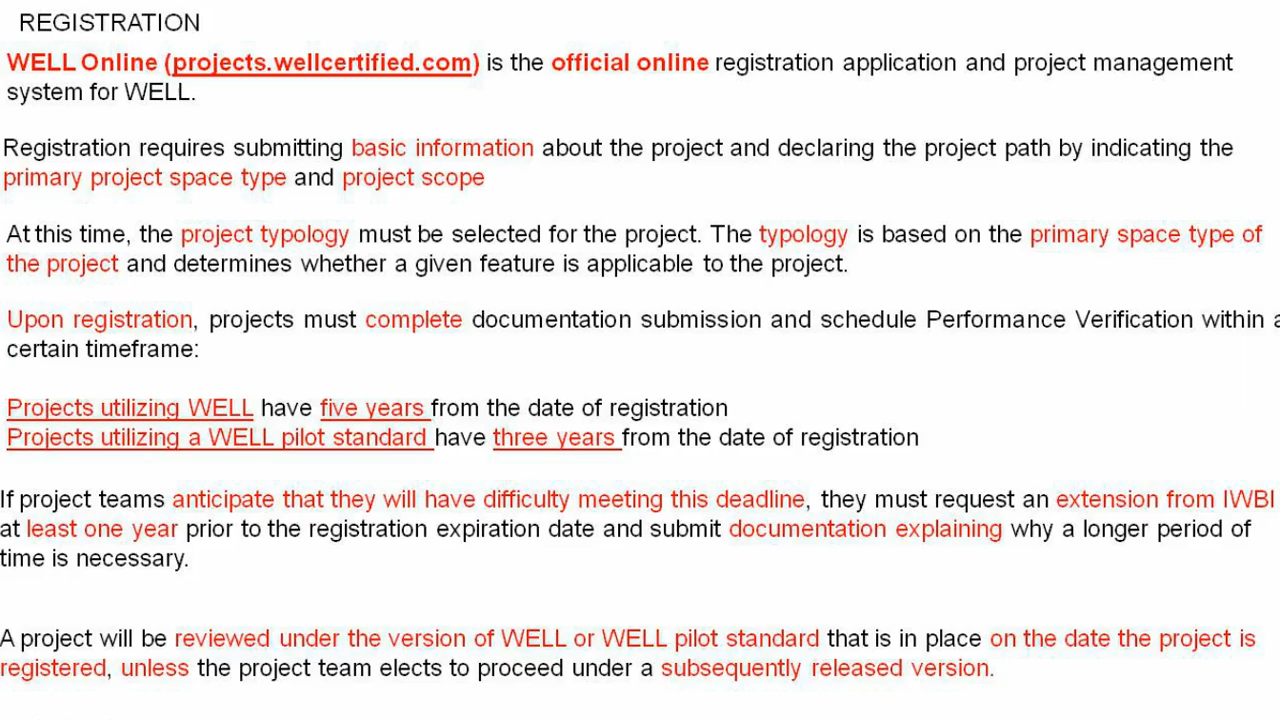 REGISTRATION
WELL Online (projects.wellcertified.com) is the official online registration application and project management
system for WELL.
Registration requires submitting basic information about the project and declaring the project path by indicating the
primary project space type and project scope
At this time, the project typology must be selected for the project. The typology is based on the primary space type of
the project and determines whether a given feature is applicable to the project.
Upon registration, projects must complete documentation submission and schedule Performance Verification within a
certain timeframe:
Projects utilizing WELL have five years from the date of registration
Projects utilizing a WELL pilot standard have three years from the date of registration
If project teams anticipate that they will have difficulty meeting this deadline, they must request an extension from IWBI
at least one year prior to the registration expiration date and submit documentation explaining why a longer period of
time is necessary.
A project will be reviewed under the version of WELL or WELL pilot standard that is in place on the date the project is
registered, unless the project team elects to proceed under a subsequently released version.